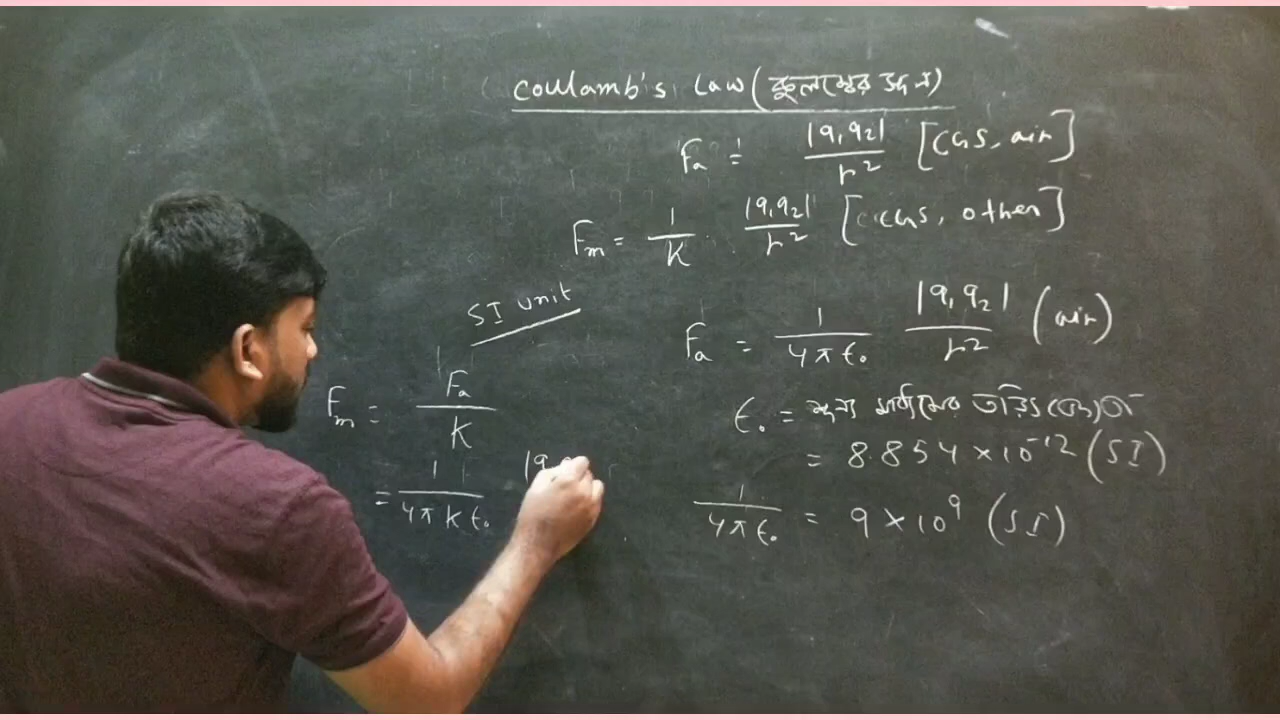 Coulamb's Law (কুলম্বের সূত্র)
Fₐ = |q₁q₂| / r² [CGS, air]
Fₘ = 1/K · |q₁q₂| / r² [CGS, other]
SI unit
Fₐ = 1/4πϵ₀ |q₁q₂| / r² (air)
ϵ₀ = শূন্য মাধ্যমের তড়িৎ
= 8.854 × 10⁻¹² (SI)
1/4πϵ₀ = 9 × 10⁹ (SI)
Fₘ = Fₐ / K
= 1/4πKϵ₀ |q